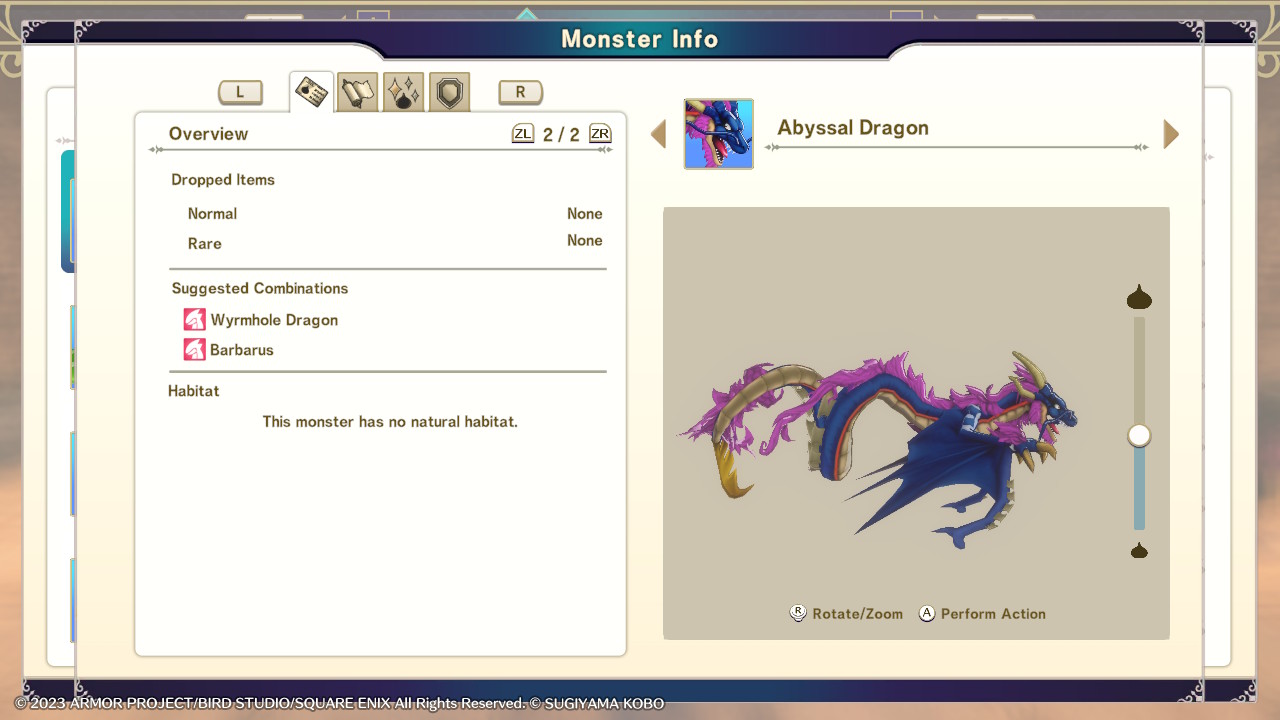 Monster Info
L
R
Overview
ZL 2 / 2 ZR
Dropped Items
Normal None
Rare None
Suggested Combinations
Wyrmhole Dragon
Barbarus
Habitat
This monster has no natural habitat.
Abyssal Dragon
R Rotate/Zoom A Perform Action
© 2023 ARMOR PROJECT/BIRD STUDIO/SQUARE ENIX All Rights Reserved. © SUGIYAMA KOBO